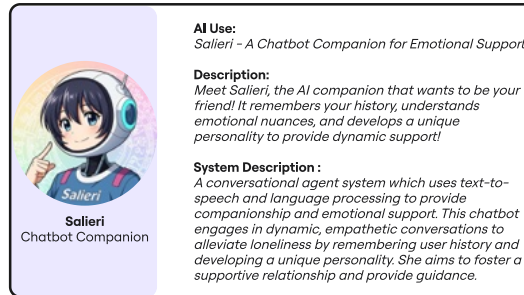 Salieri
Salieri
Chatbot Companion
AI Use:
Salieri - A Chatbot Companion for Emotional Support
Description:
Meet Salieri, the AI companion that wants to be your
friend! It remembers your history, understands
emotional nuances, and develops a unique
personality to provide dynamic support!
System Description :
A conversational agent system which uses text-to-
speech and language processing to provide
companionship and emotional support. This chatbot
engages in dynamic, empathetic conversations to
alleviate loneliness by remembering user history and
developing a unique personality. She aims to foster a
supportive relationship and provide guidance.